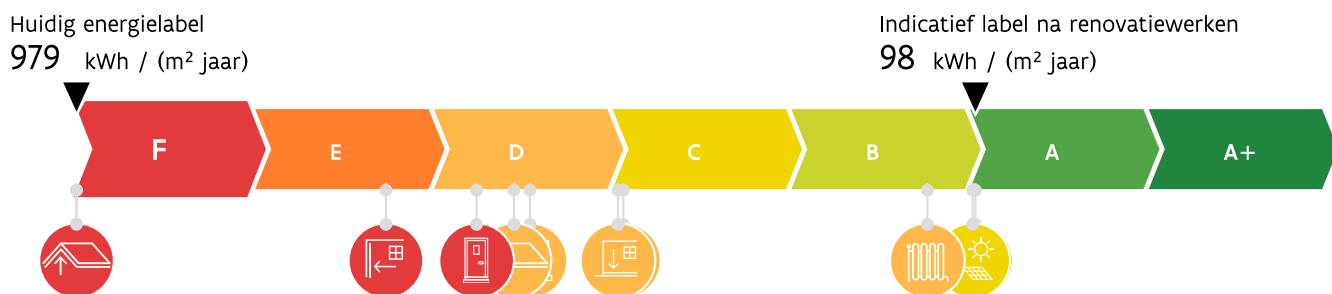 Huidig energielabel
979 kWh / (m² jaar)
Indicatief label na renovatiewerken
98 kWh / (m² jaar)
F E D C B A A+